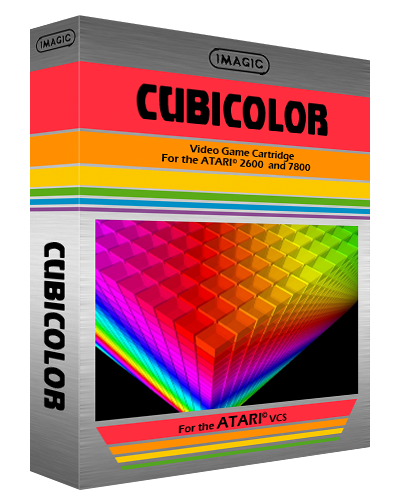 IMAGIC
IMAGIC
CUBICOLOR
Video Game Cartridge
For the ATARI® 2600 and 7800
CUBICOLOR
For the ATARI® VCS